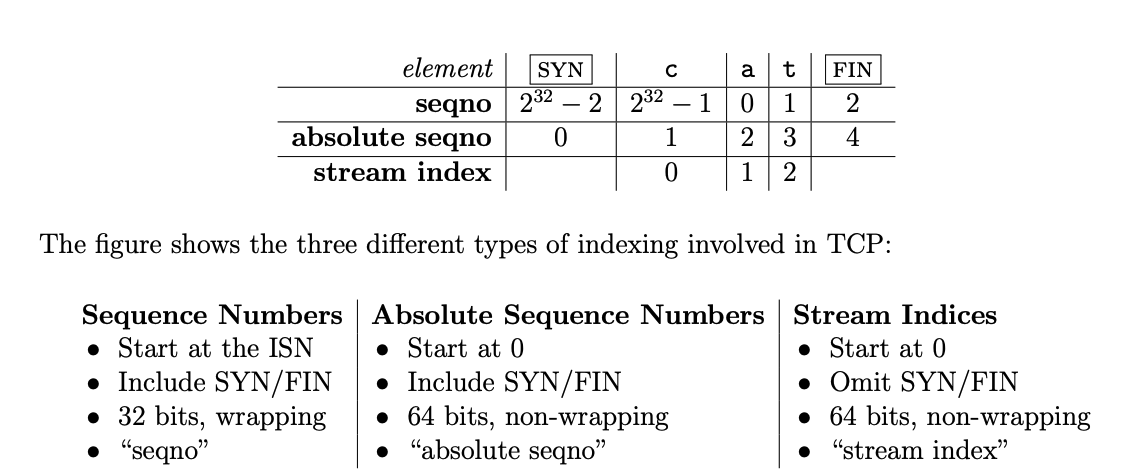 element SYN c a t FIN
seqno 2^32 − 2 2^32 − 1 0 1 2
absolute seqno 0 1 2 3 4
stream index 0 1 2
The figure shows the three different types of indexing involved in TCP:
Sequence Numbers Absolute Sequence Numbers Stream Indices
• Start at the ISN • Start at 0 • Start at 0
• Include SYN/FIN • Include SYN/FIN • Omit SYN/FIN
• 32 bits, wrapping • 64 bits, non-wrapping • 64 bits, non-wrapping
• “seqno” • “absolute seqno” • “stream index”